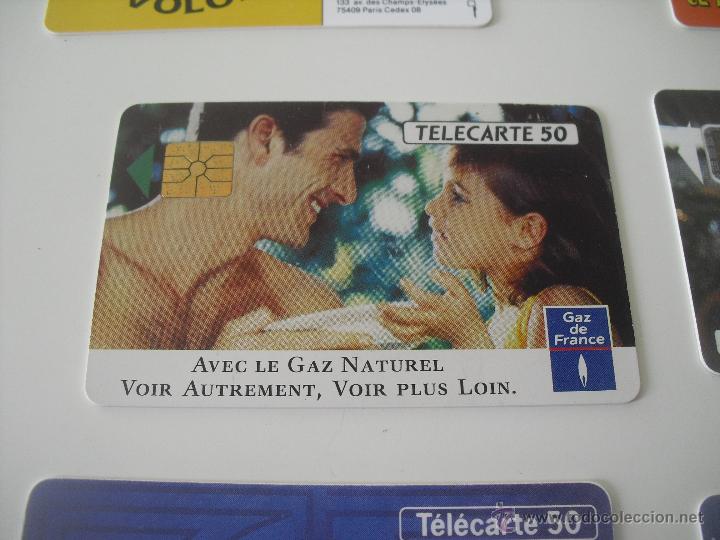 VOLO
133 av. des Champs-Elysées
75409 Paris Cedex 08
TELECARTE 50
Gaz
de
France
AVEC LE GAZ NATUREL
VOIR AUTREMENT, VOIR PLUS LOIN.
Télécarte 50
todocoleccion.net